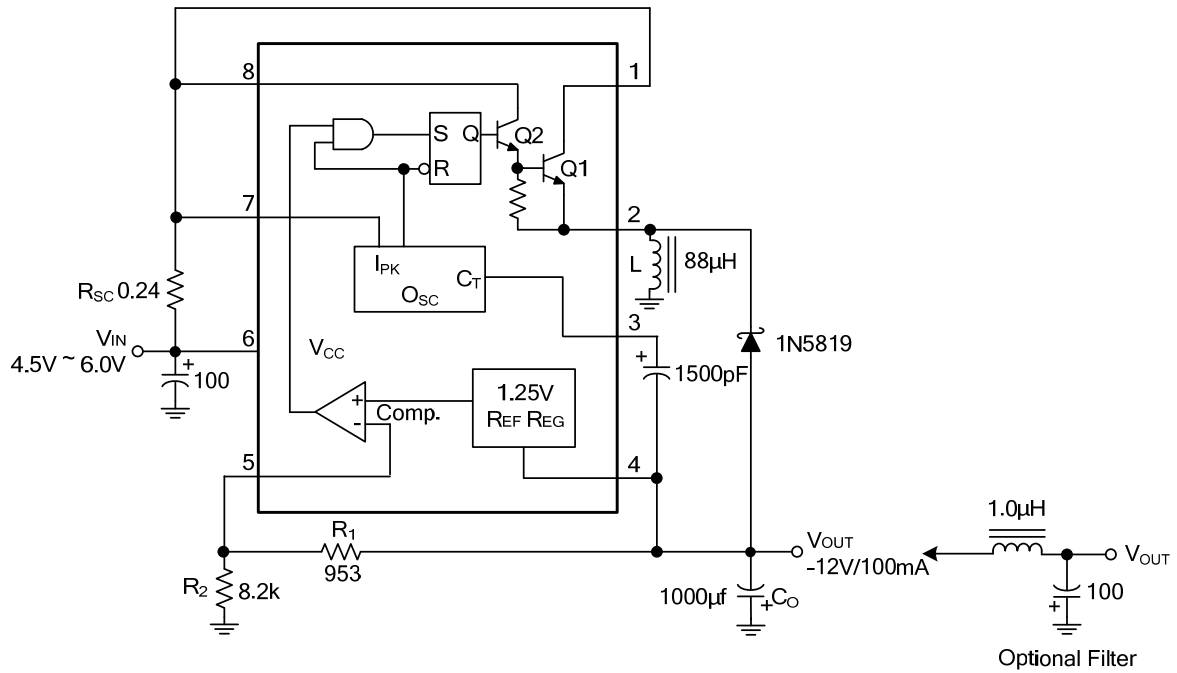 8
1
S
Q
Q2
R
Q1
7
2
IPK
CT
OSC
L
88μH
RSC 0.24
3
VIN
6
4.5V ~ 6.0V
VCC
1N5819
+
+
1500pF
100
1.25V
REF REG
+
Comp.
-
5
4
1.0μH
R1
953
VOUT
-12V/100mA
VOUT
R2
8.2k
1000μf
+
CO
100
+
Optional Filter